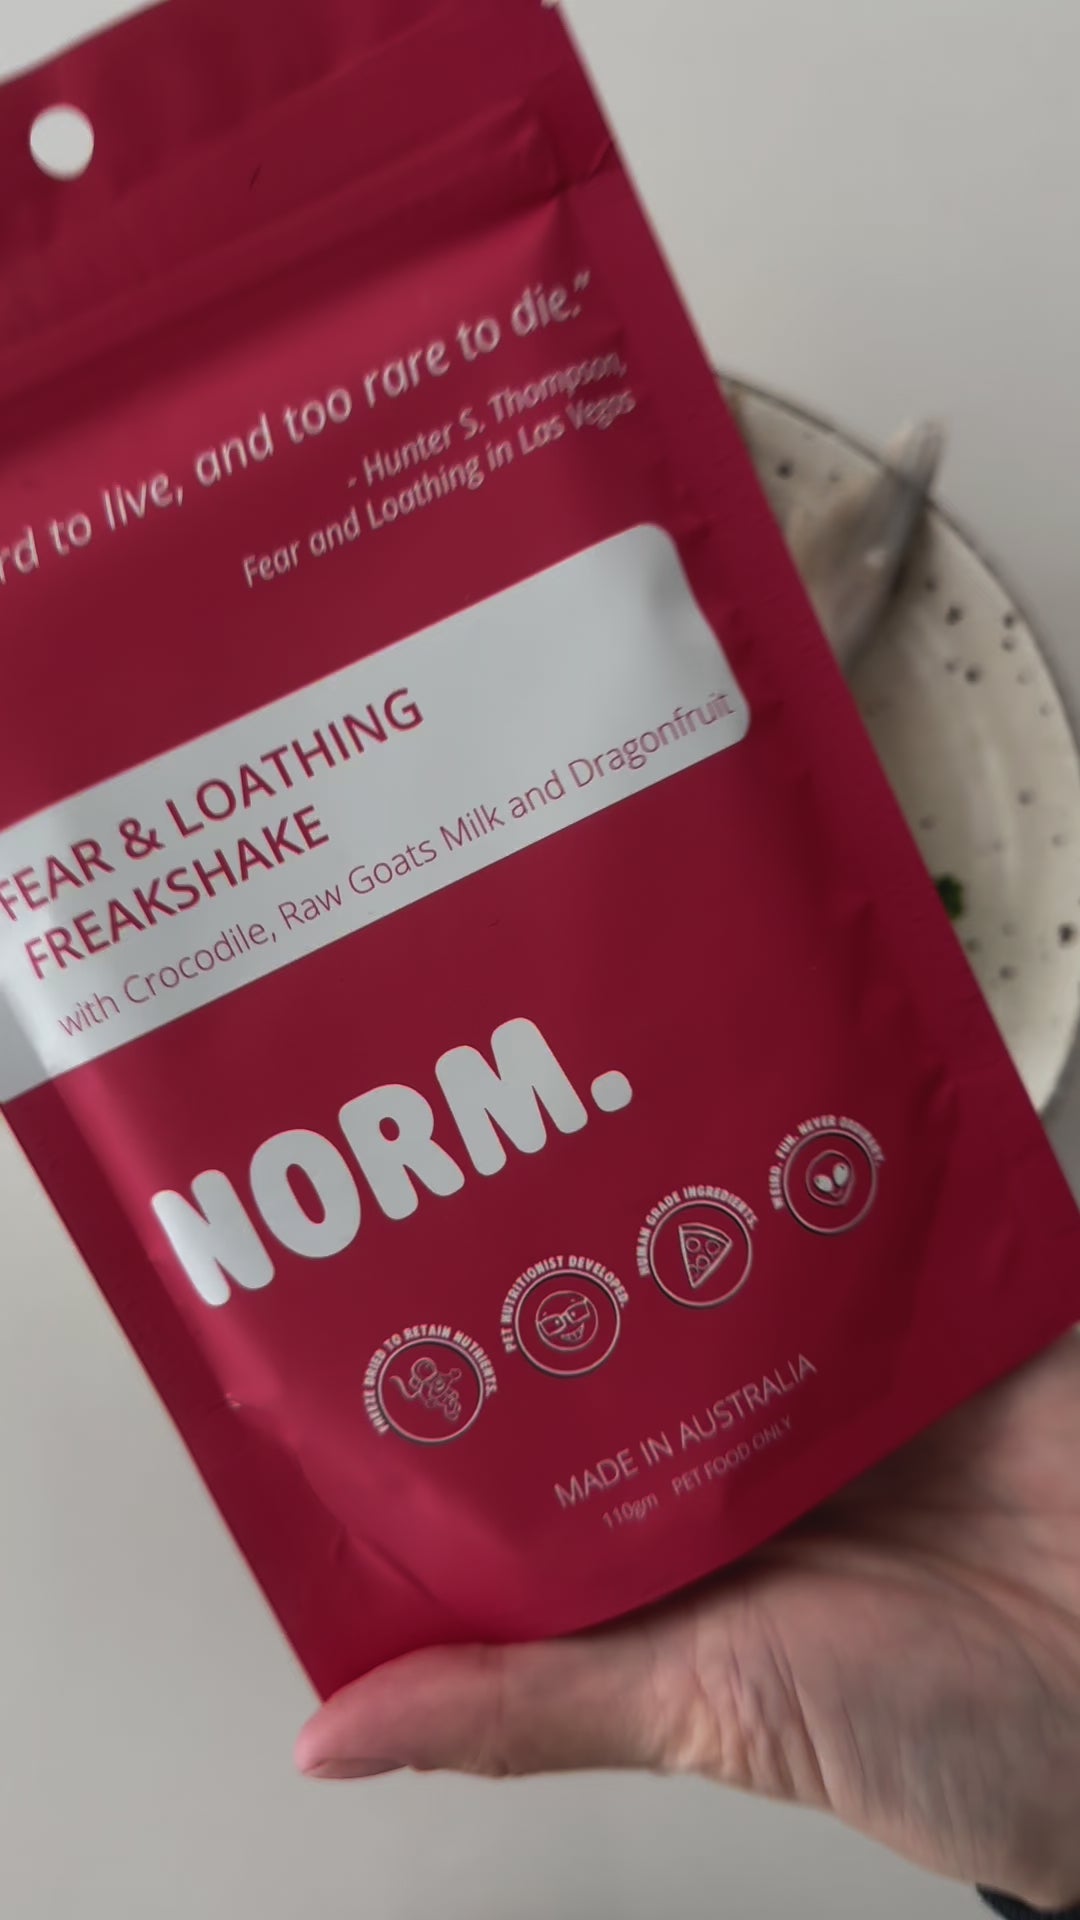 rd to live, and too rare to die.”
- Hunter S. Thompson,
Fear and Loathing in Las Vegas
FEAR & LOATHING
FREAKSHAKE
with Crocodile, Raw Goats Milk and Dragonfruit
NORM.
FREEZE DRIED TO RETAIN NUTRIENTS.
PET NUTRITIONIST DEVELOPED.
HUMAN GRADE INGREDIENTS.
WEIRD. FUN. NEVER ORDINARY.
MADE IN AUSTRALIA
110gm PET FOOD ONLY